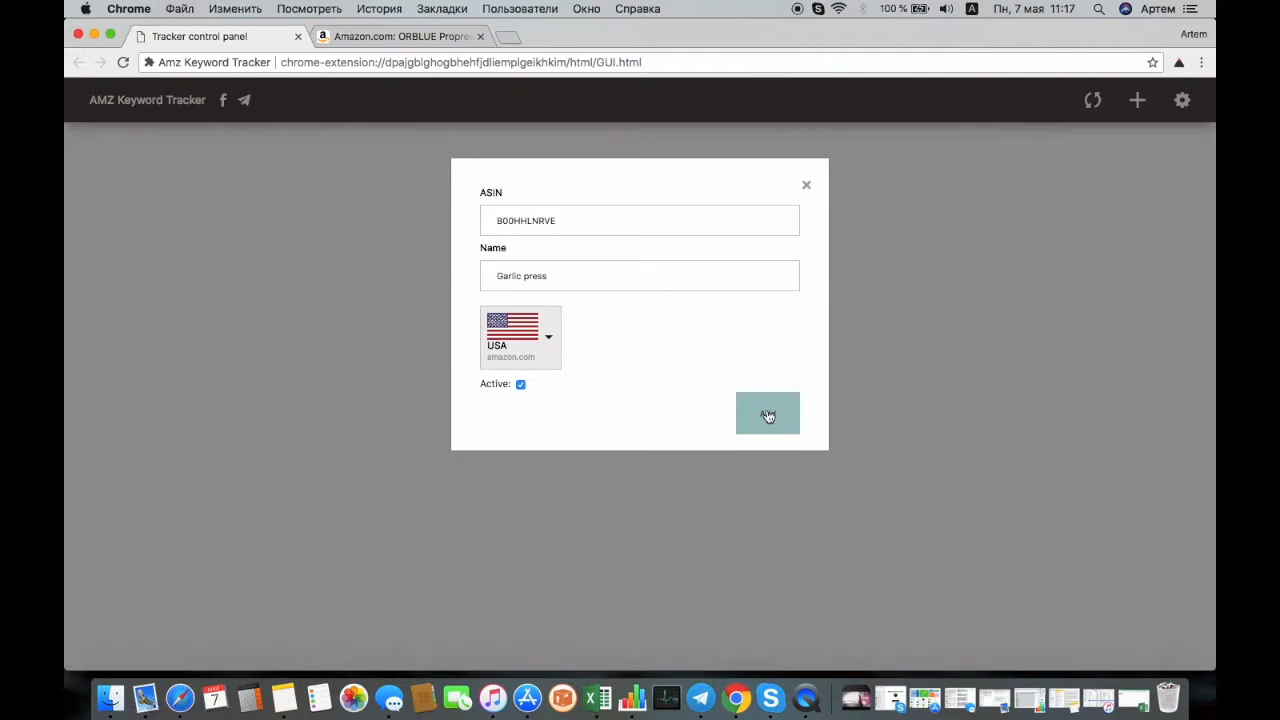 Chrome Файл Изменить Посмотреть История Закладки Пользователи Окно Справка 100 % Пн, 7 мая 11:17 Артем
Tracker control panel Amazon.com: ORBLUE Propres Artem
Amz Keyword Tracker chrome-extension://dpajgblghogbhehfjdliemplgeikhkim/html/GUI.html
AMZ Keyword Tracker
ASIN
B00HHLNRVE
Name
Garlic press
USA
amazon.com
Active: